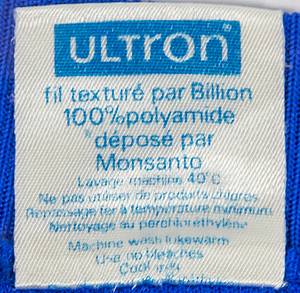 ULTRON*
fil texturé par Billion
100% polyamide
*déposé par
Monsanto
Lavage machine 40°C
Ne pas utiliser de produits chlorés
Repassage fer à température minimum
Nettoyage au perchloréthylène
Machine wash lukewarm
Use no bleaches
Cool iron